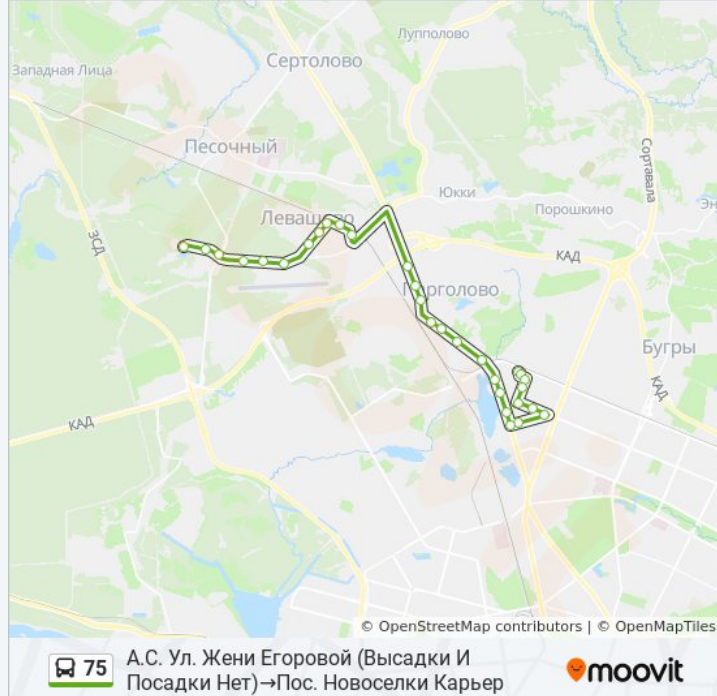 Лупполово
Сертолово
Западная Лица
Песочный
Сортавала
Юкки
Эн
Порошкино
Левашово
ЗСД
КАД
Парголово
Бугры
КАД
КАД
© OpenStreetMap contributors | © OpenMapTiles
75
А.С. Ул. Жени Егоровой (Высадки И
Посадки Нет)→Пос. Новоселки Карьер
moovit